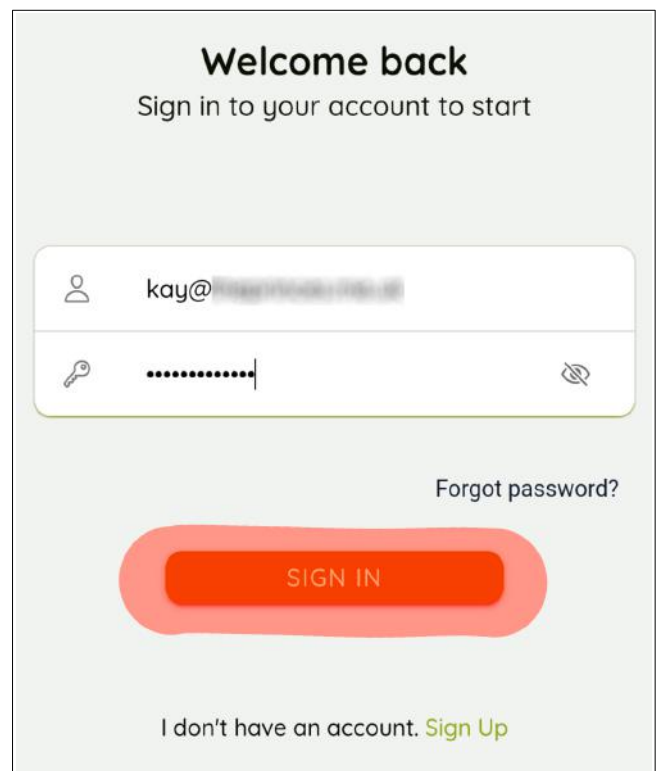 Welcome back
Sign in to your account to start
kay@
•••••••••••••
Forgot password?
SIGN IN
I don't have an account. Sign Up